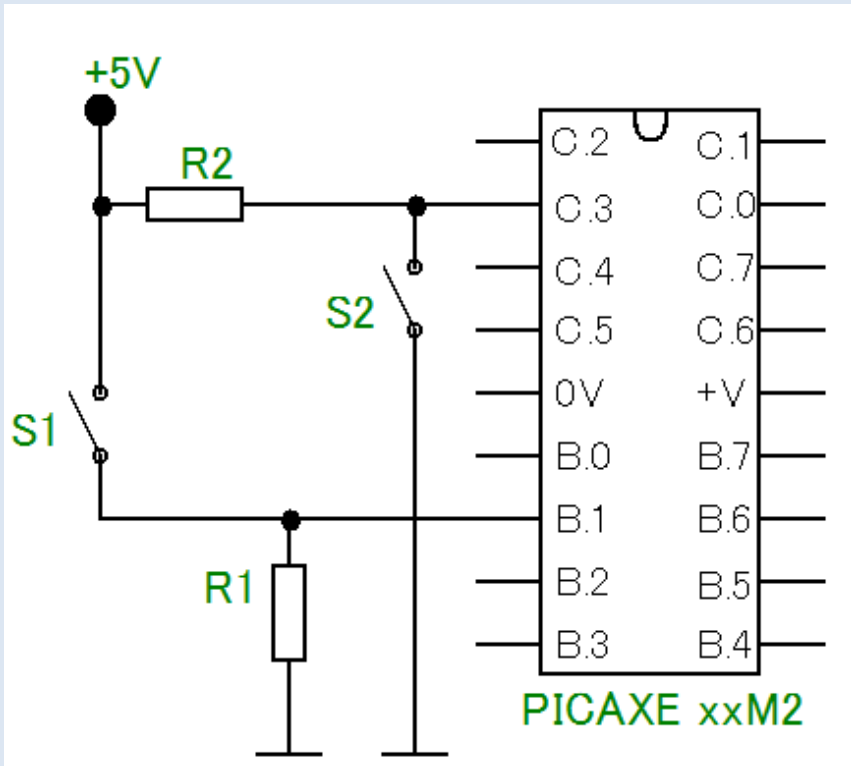 +5V
R2
S2
S1
R1
C.2 C.1
C.3 C.0
C.4 C.7
C.5 C.6
0V +V
B.0 B.7
B.1 B.6
B.2 B.5
B.3 B.4
PICAXE xxM2